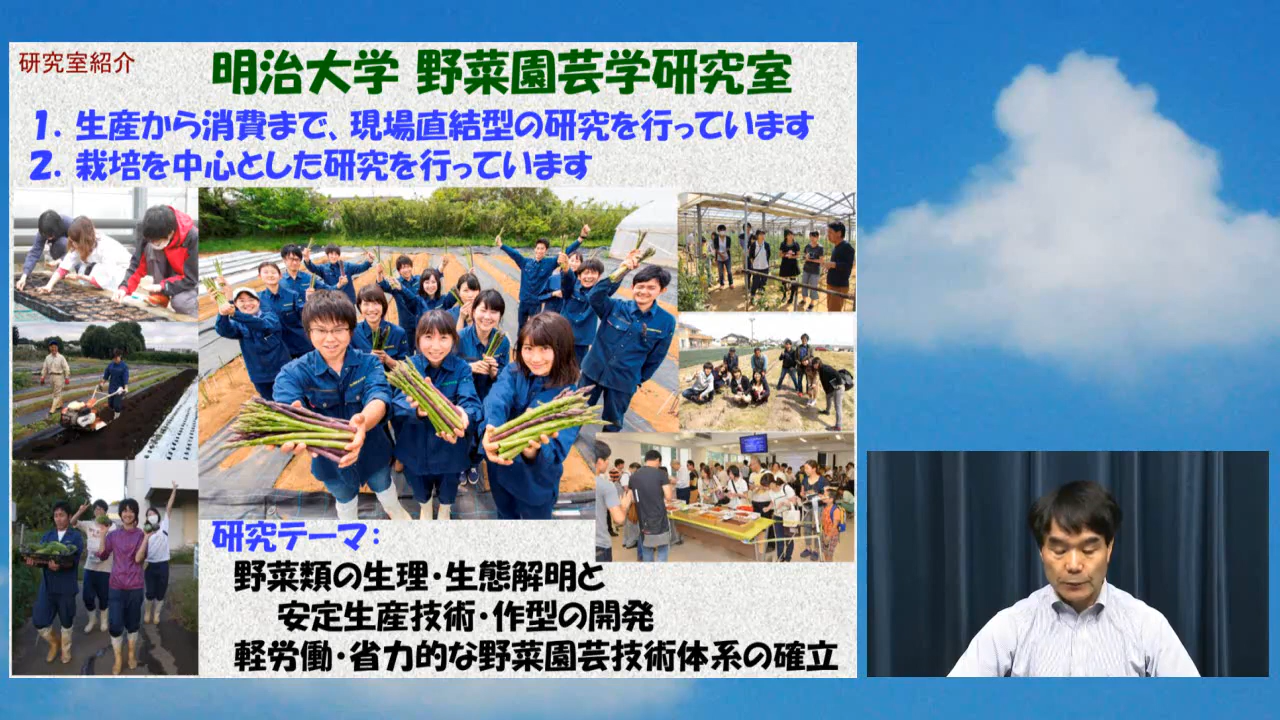 研究室紹介
明治大学 野菜園芸学研究室
1. 生産から消費まで、現場直結型の研究を行っています
2. 栽培を中心とした研究を行っています
研究テーマ：
野菜類の生理・生態解明と
安定生産技術・作型の開発
軽労働・省力的な野菜園芸技術体系の確立